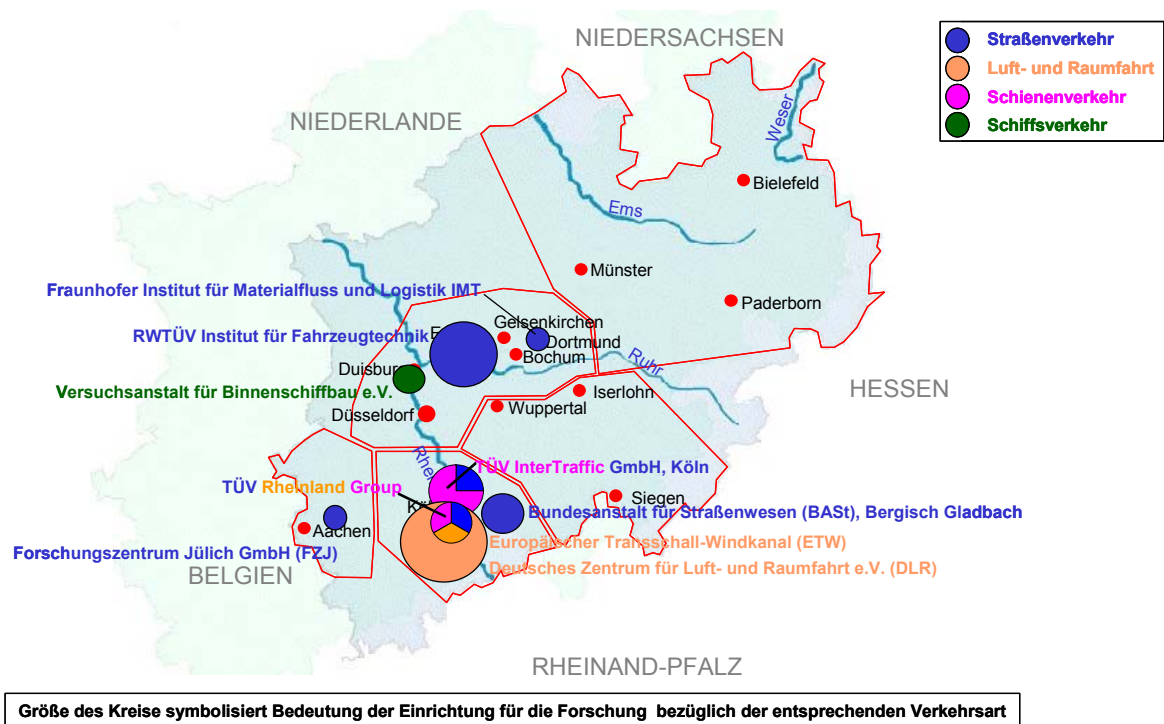 NIEDERSACHSEN
Straßenverkehr
Luft- und Raumfahrt
Schienenverkehr
Schiffsverkehr
NIEDERLANDE
Weser
Bielefeld
Ems
Münster
Fraunhofer Institut für Materialfluss und Logistik IMT
Paderborn
Gelsenkirchen
RWTÜV Institut für Fahrzeugtechnik
Dortmund
Bochum
Ruhr
Duisburg
HESSEN
Versuchsanstalt für Binnenschiffbau e.V.
Iserlohn
Wuppertal
Düsseldorf
TÜV InterTraffic GmbH, Köln
TÜV Rheinland Group
Siegen
Bundesanstalt für Straßenwesen (BASt), Bergisch Gladbach
Aachen
Europäischer Transschall-Windkanal (ETW)
Forschungszentrum Jülich GmbH (FZJ)
Deutsches Zentrum für Luft- und Raumfahrt e.V. (DLR)
BELGIEN
RHEINAND-PFALZ
Größe des Kreise symbolisiert Bedeutung der Einrichtung für die Forschung bezüglich der entsprechenden Verkehrsart